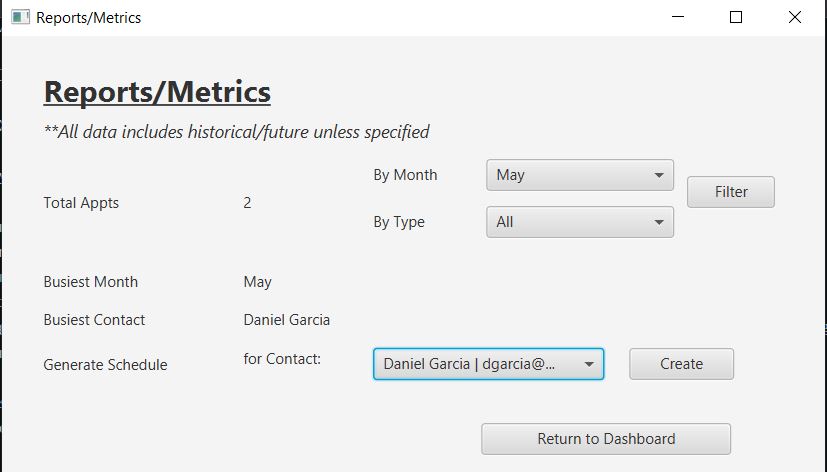 Reports/Metrics
Reports/Metrics
**All data includes historical/future unless specified
By Month May
Total Appts 2 Filter
By Type All
Busiest Month May
Busiest Contact Daniel Garcia
Generate Schedule for Contact: Daniel Garcia | dgarcia@... Create
Return to Dashboard